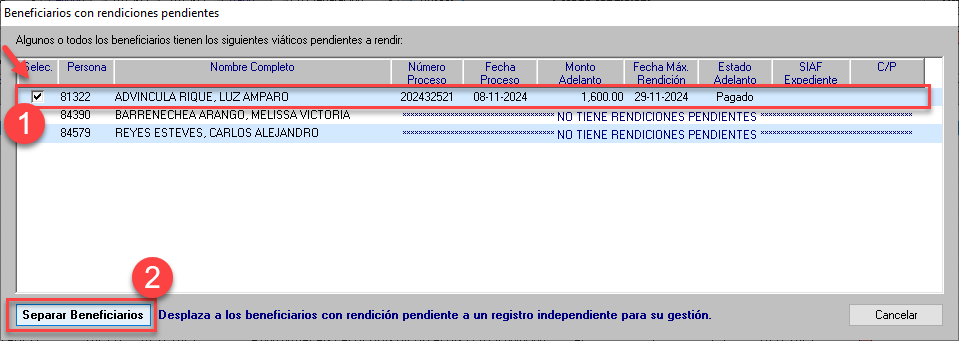 Beneficiarios con rendiciones pendientes
Algunos o todos los beneficiarios tienen los siguientes viáticos pendientes a rendir:
Selec. Persona Nombre Completo Número Proceso Fecha Proceso Monto Adelanto Fecha Máx. Rendición Estado Adelanto SIAF Expediente C/P
81322 ADVINCULA RIQUE, LUZ AMPARO 202432521 08-11-2024 1,600.00 29-11-2024 Pagado
1
84390 BARRENECHEA ARANGO, MELISSA VICTORIA NO TIENE RENDICIONES PENDIENTES
84579 REYES ESTEVES, CARLOS ALEJANDRO NO TIENE RENDICIONES PENDIENTES
2
Separar Beneficiarios Desplaza a los beneficiarios con rendición pendiente a un registro independiente para su gestión. Cancelar